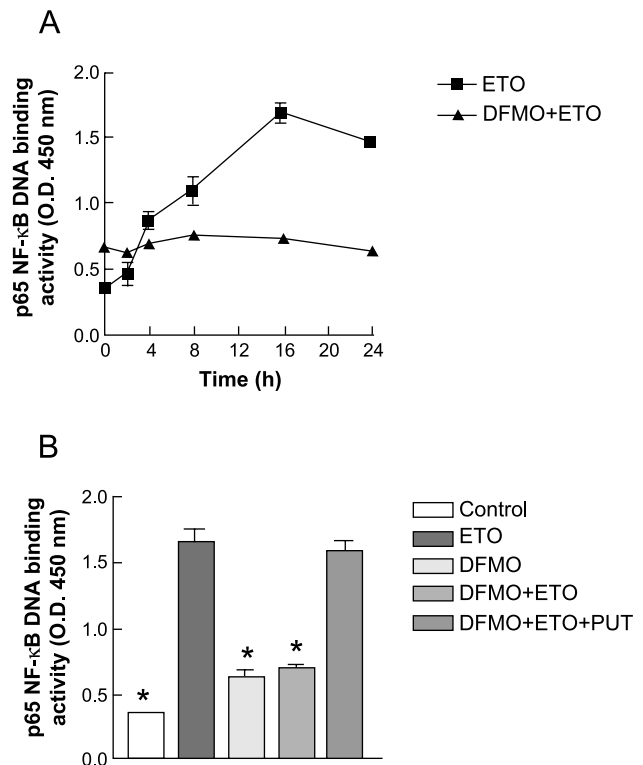 A
p65 NF-κB DNA binding
activity (O.D. 450 nm)
2.0
1.5
1.0
0.5
0.0
0 4 8 12 16 20 24
Time (h)
ETO
DFMO+ETO
B
p65 NF-κB DNA binding
activity (O.D. 450 nm)
2.0
1.5
1.0
0.5
0.0
*
*
*
Control
ETO
DFMO
DFMO+ETO
DFMO+ETO+PUT